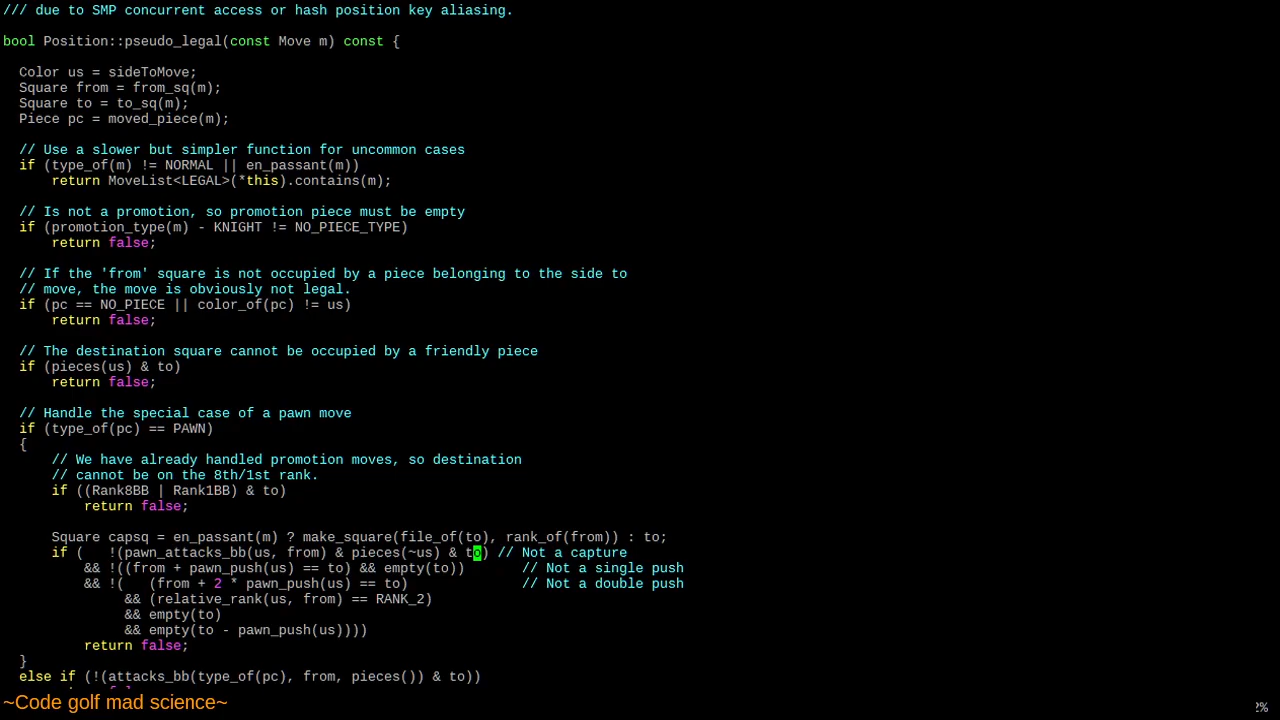 /// due to SMP concurrent access or hash position key aliasing.
bool Position::pseudo_legal(const Move m) const {
Color us = sideToMove;
Square from = from_sq(m);
Square to = to_sq(m);
Piece pc = moved_piece(m);
// Use a slower but simpler function for uncommon cases
if (type_of(m) != NORMAL || en_passant(m))
return MoveList<LEGAL>(*this).contains(m);
// Is not a promotion, so promotion piece must be empty
if (promotion_type(m) - KNIGHT != NO_PIECE_TYPE)
return false;
// If the 'from' square is not occupied by a piece belonging to the side to
// move, the move is obviously not legal.
if (pc == NO_PIECE || color_of(pc) != us)
return false;
// The destination square cannot be occupied by a friendly piece
if (pieces(us) & to)
return false;
// Handle the special case of a pawn move
if (type_of(pc) == PAWN)
{
// We have already handled promotion moves, so destination
// cannot be on the 8th/1st rank.
if ((Rank8BB | Rank1BB) & to)
return false;
Square capsq = en_passant(m) ? make_square(file_of(to), rank_of(from)) : to;
if (   !(pawn_attacks_bb(us, from) & pieces(~us) & to) // Not a capture
&& !((from + pawn_push(us) == to) && empty(to))       // Not a single push
&& !(   (from + 2 * pawn_push(us) == to)              // Not a double push
&& (relative_rank(us, from) == RANK_2)
&& empty(to)
&& empty(to - pawn_push(us))))
return false;
}
else if (!(attacks_bb(type_of(pc), from, pieces()) & to))
~Code golf mad science~